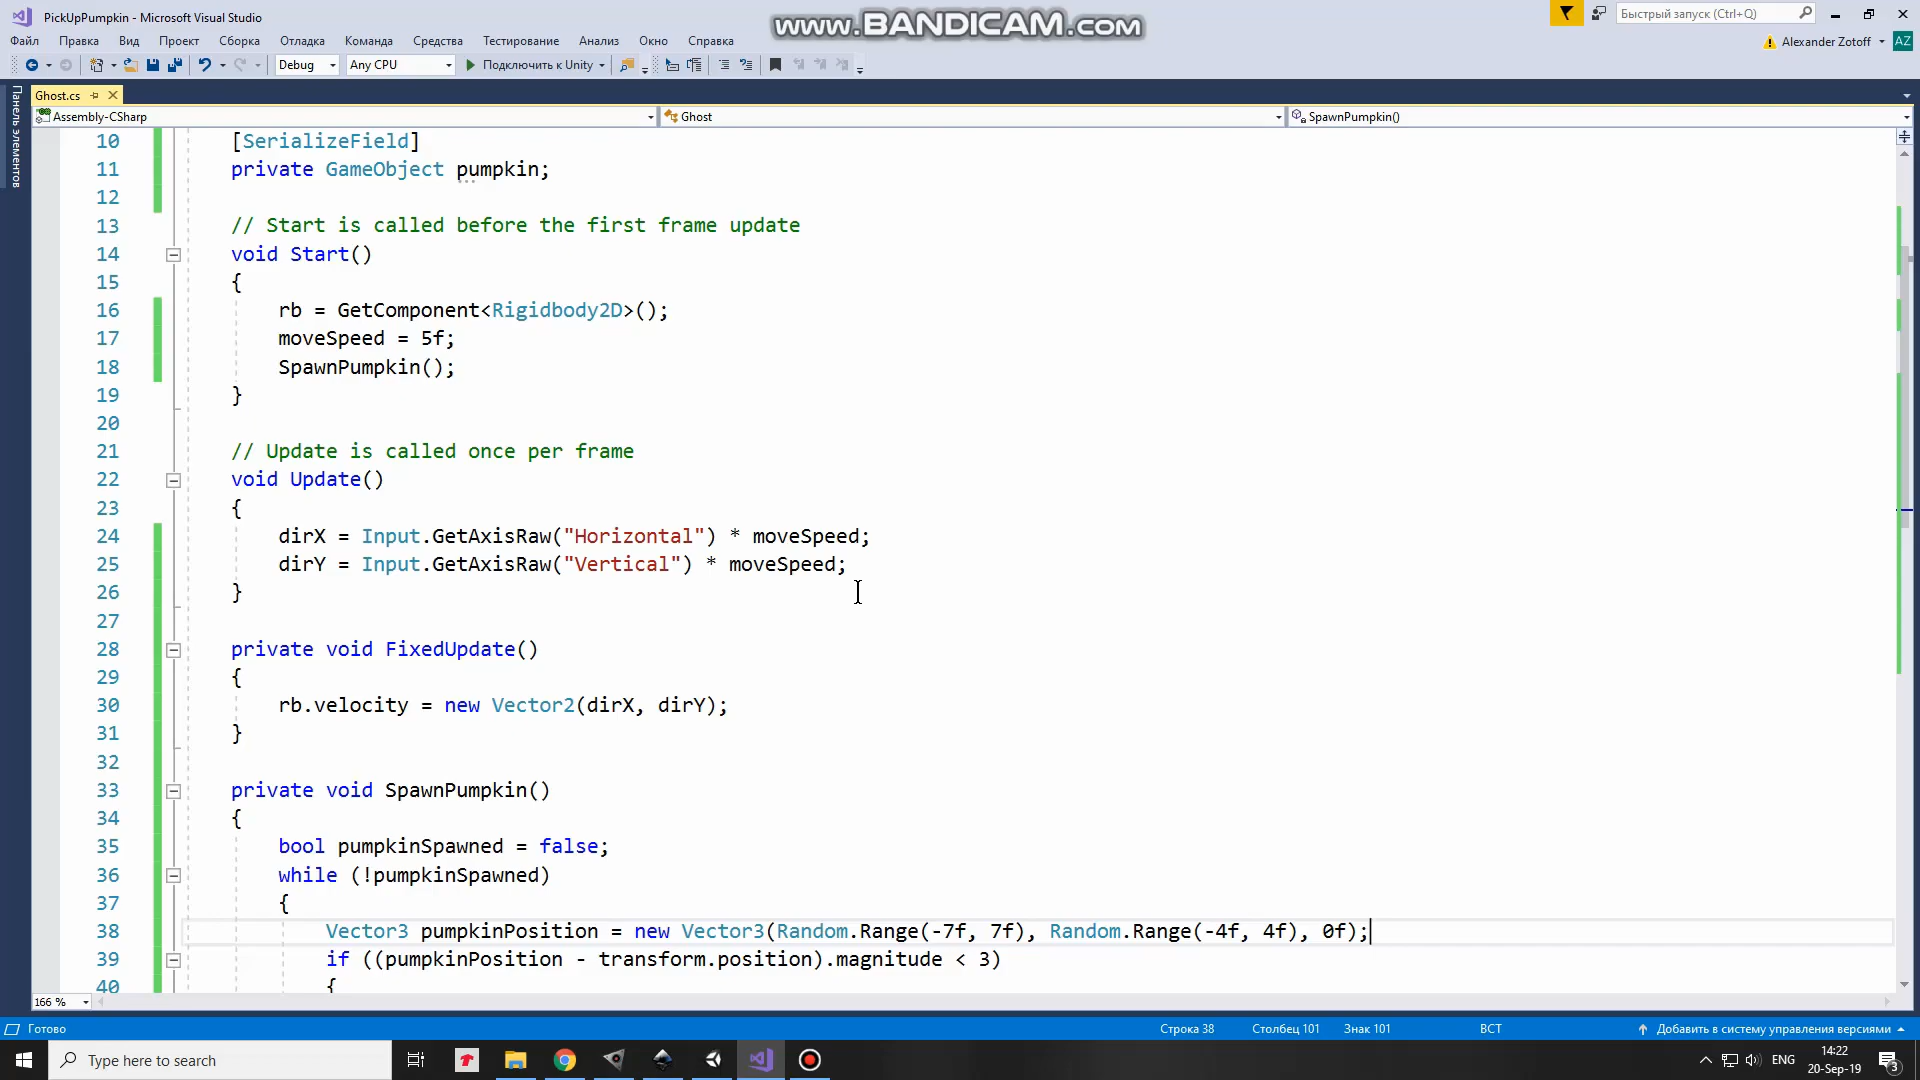 PickUpPumpkin - Microsoft Visual Studio
www.BANDICAM.com
Быстрый запуск (Ctrl+Q)
Файл Правка Вид Проект Сборка Отладка Команда Средства Тестирование Анализ Окно Справка
Alexander Zotoff AZ
Debug Any CPU Подключить к Unity
Панель элементов
Ghost.cs
Assembly-CSharp Ghost SpawnPumpkin()
10 [SerializeField]
11 private GameObject pumpkin;
12
13 // Start is called before the first frame update
14 void Start()
15 {
16 rb = GetComponent<Rigidbody2D>();
17 moveSpeed = 5f;
18 SpawnPumpkin();
19 }
20
21 // Update is called once per frame
22 void Update()
23 {
24 dirX = Input.GetAxisRaw("Horizontal") * moveSpeed;
25 dirY = Input.GetAxisRaw("Vertical") * moveSpeed;
26 }
27
28 private void FixedUpdate()
29 {
30 rb.velocity = new Vector2(dirX, dirY);
31 }
32
33 private void SpawnPumpkin()
34 {
35 bool pumpkinSpawned = false;
36 while (!pumpkinSpawned)
37 {
38 Vector3 pumpkinPosition = new Vector3(Random.Range(-7f, 7f), Random.Range(-4f, 4f), 0f);
39 if ((pumpkinPosition - transform.position).magnitude < 3)
40 {
166 %
Готово Строка 38 Столбец 101 Знак 101 ВСТ Добавить в систему управления версиями
Type here to search
ENG
14:22
20-Sep-19
3